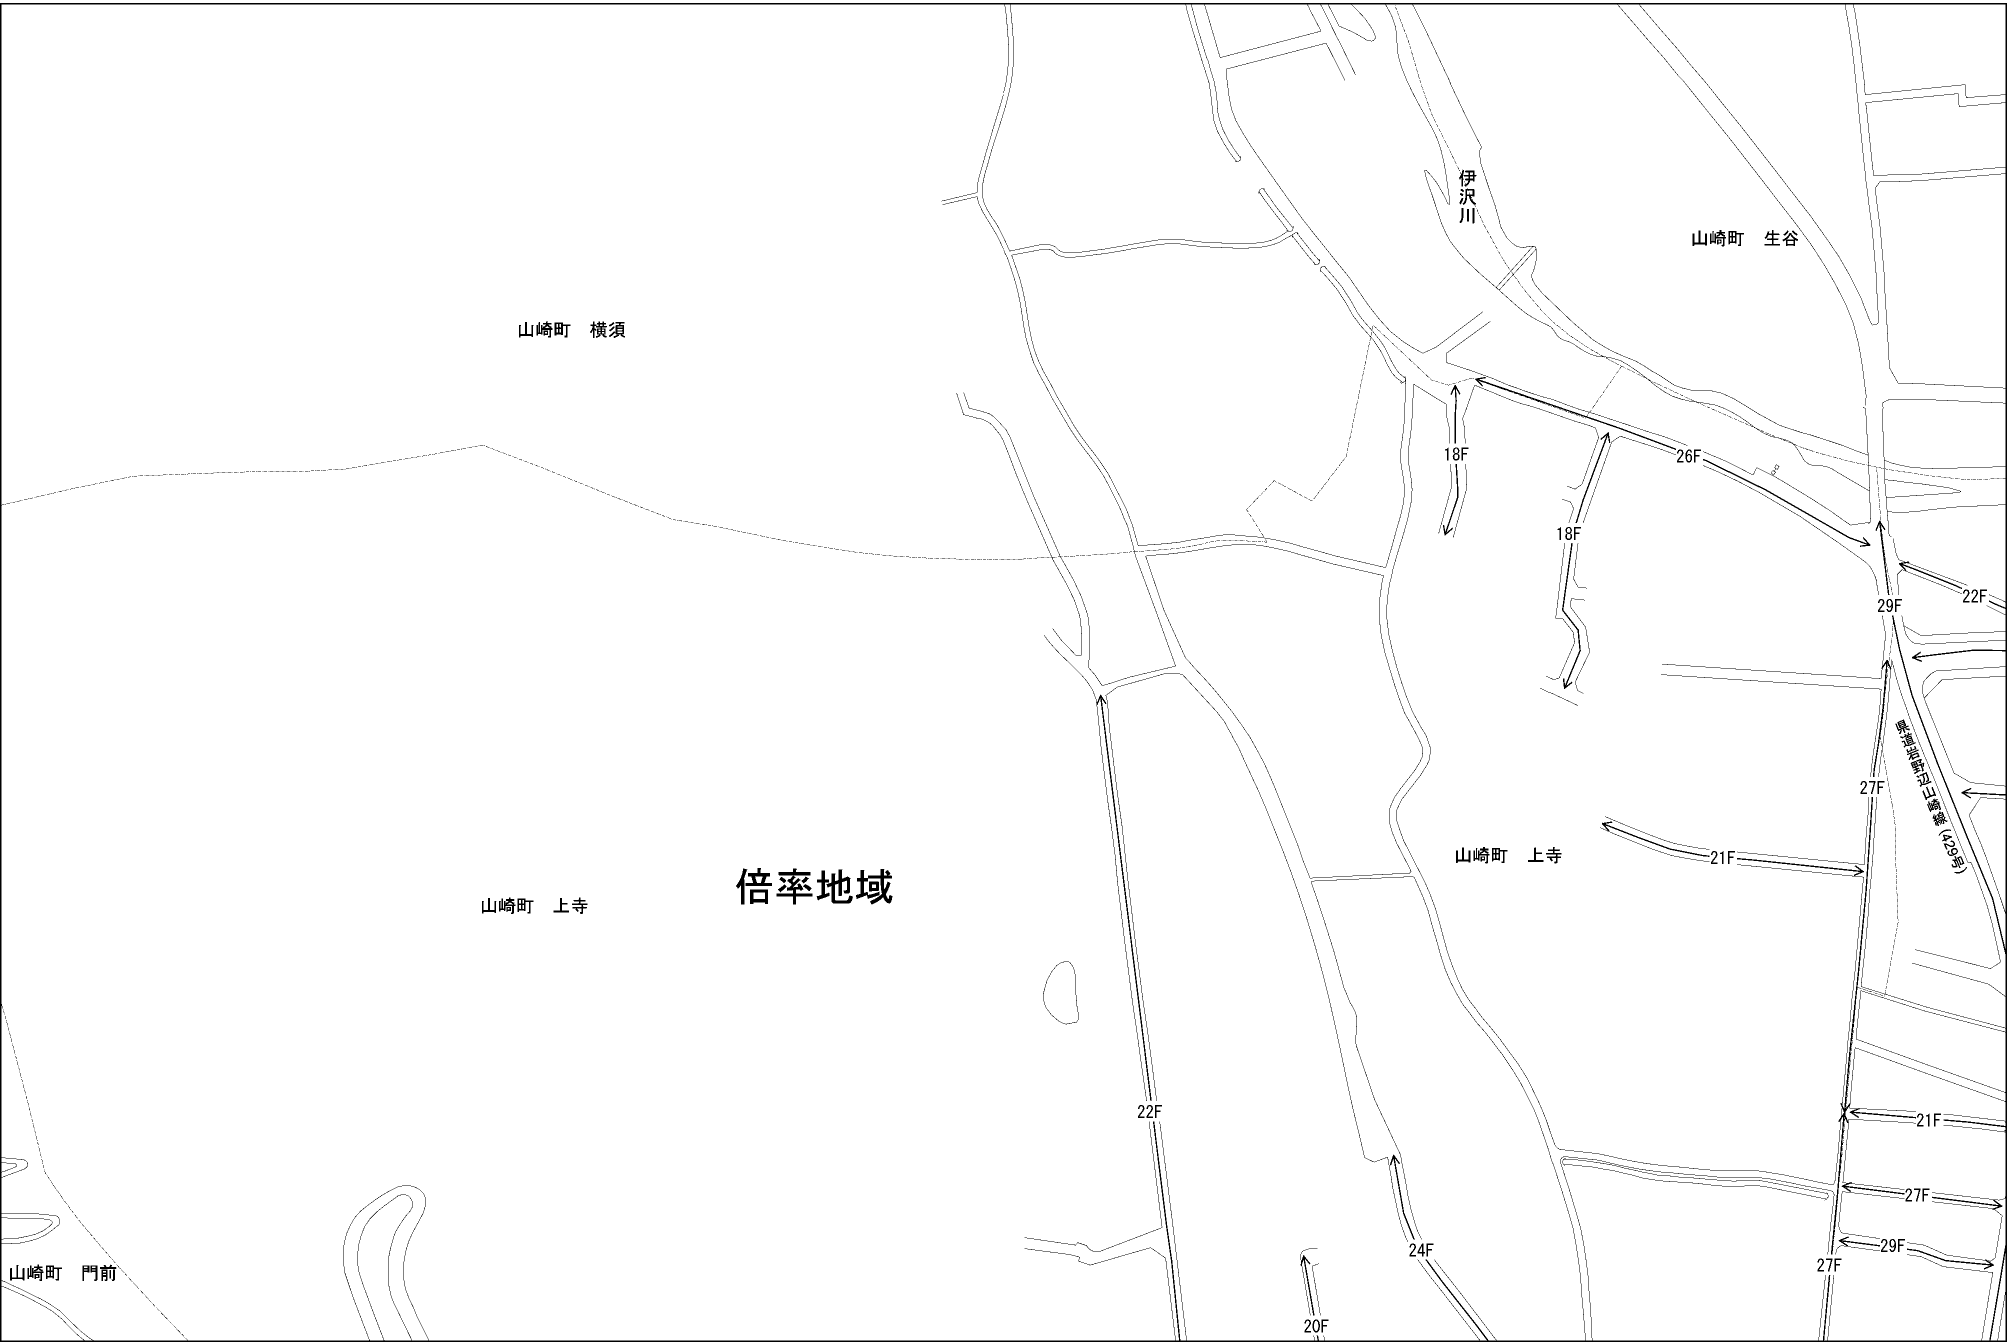 伊沢川
山崎町　生谷
山崎町　横須
18F
26F
18F
22F
29F
県道岩野辺山崎線(429号)
27F
山崎町　上寺
21F
倍率地域
山崎町　上寺
22F
21F
27F
29F
24F
27F
山崎町　門前
20F